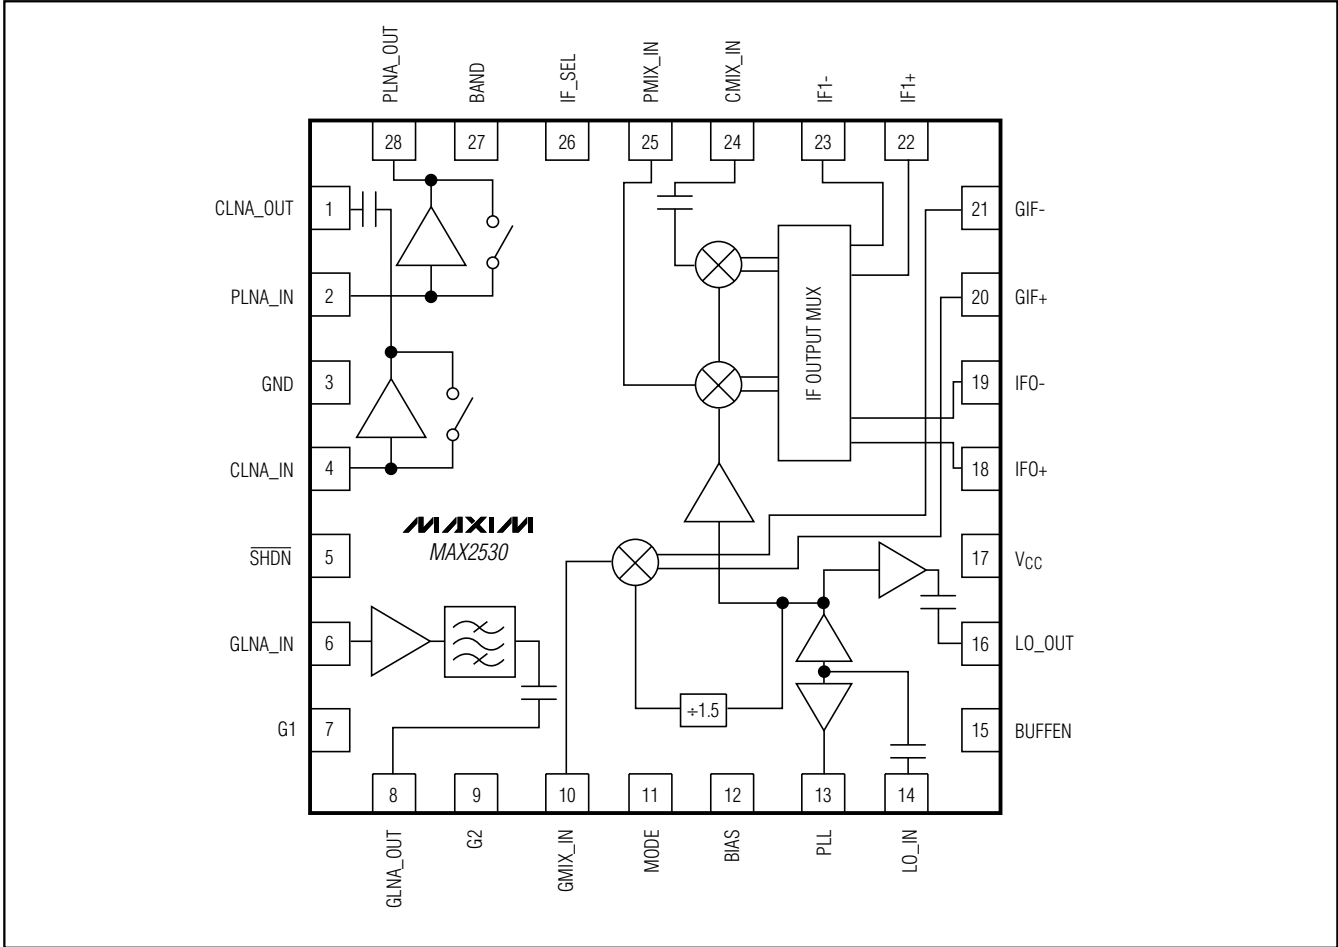 PLNA_OUT
BAND
IF_SEL
PMIX_IN
CMIX_IN
IF1-
IF1+
28
27
26
25
24
23
22
CLNA_OUT
1
21
GIF-
PLNA_IN
2
20
GIF+
IF OUTPUT MUX
GND
3
19
IF0-
CLNA_IN
4
18
IF0+
MAXIM
MAX2530
SHDN
5
17
VCC
GLNA_IN
6
16
LO_OUT
÷1.5
G1
7
15
BUFFEN
8
9
10
11
12
13
14
GLNA_OUT
G2
GMIX_IN
MODE
BIAS
PLL
LO_IN